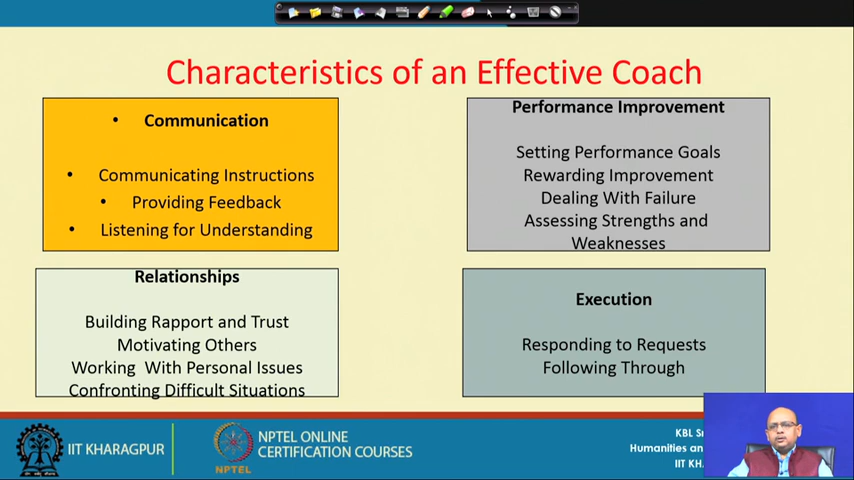 Characteristics of an Effective Coach
• Communication
• Communicating Instructions
• Providing Feedback
• Listening for Understanding
Performance Improvement
Setting Performance Goals
Rewarding Improvement
Dealing With Failure
Assessing Strengths and
Weaknesses
Relationships
Building Rapport and Trust
Motivating Others
Working With Personal Issues
Confronting Difficult Situations
Execution
Responding to Requests
Following Through
IIT KHARAGPUR
NPTEL
NPTEL ONLINE
CERTIFICATION COURSES
KBL
Humanities
IIT